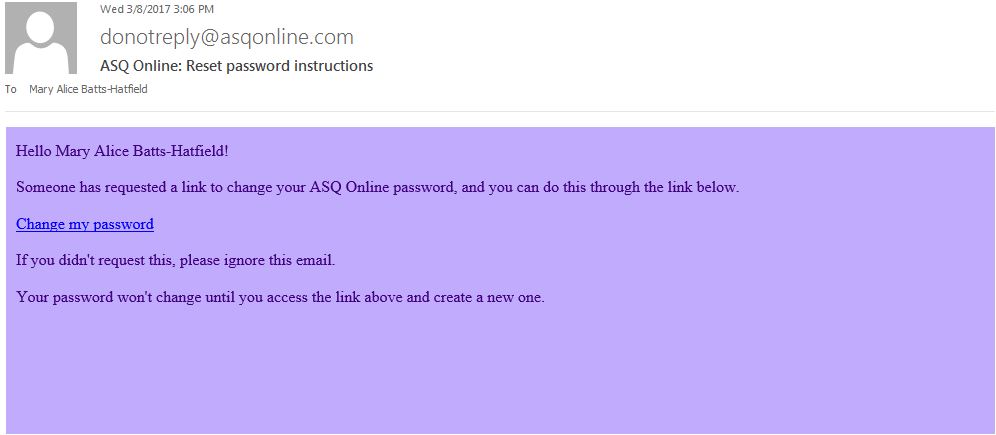 Wed 3/8/2017 3:06 PM
donotreply@asqonline.com
ASQ Online: Reset password instructions
To Mary Alice Batts-Hatfield
Hello Mary Alice Batts-Hatfield!
Someone has requested a link to change your ASQ Online password, and you can do this through the link below.
Change my password
If you didn't request this, please ignore this email.
Your password won't change until you access the link above and create a new one.